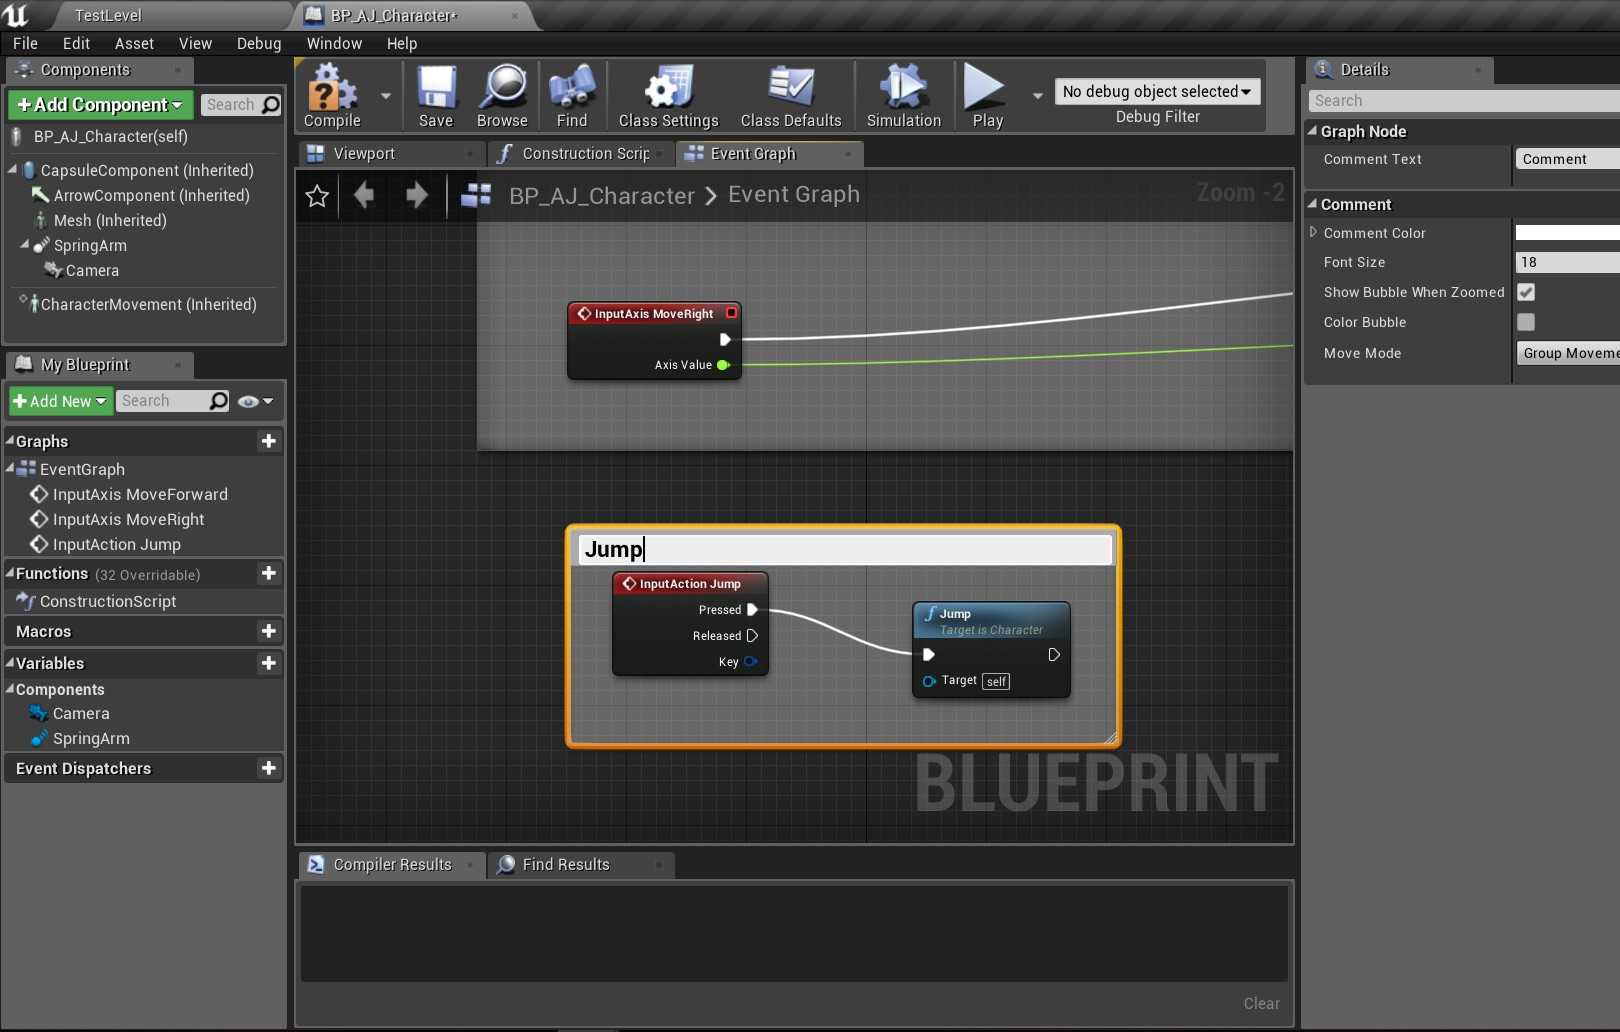 TestLevel
BP_AJ_Character*
File Edit Asset View Debug Window Help
Components
+Add Component
Search
BP_AJ_Character(self)
CapsuleComponent (Inherited)
ArrowComponent (Inherited)
Mesh (Inherited)
SpringArm
Camera
CharacterMovement (Inherited)
My Blueprint
+Add New
Search
Graphs
EventGraph
InputAxis MoveForward
InputAxis MoveRight
InputAction Jump
Functions (32 Overridable)
ConstructionScript
Macros
Variables
Components
Camera
SpringArm
Event Dispatchers
Compile
Save
Browse
Find
Class Settings
Class Defaults
Simulation
Play
No debug object selected
Debug Filter
Viewport
Construction Scrip
Event Graph
BP_AJ_Character > Event Graph
Zoom -2
InputAxis MoveRight
Axis Value
Jump
InputAction Jump
Pressed
Released
Key
f Jump
Target is Character
Target self
BLUEPRINT
Compiler Results
Find Results
Clear
Details
Search
Graph Node
Comment Text Comment
Comment
Comment Color
Font Size 18
Show Bubble When Zoomed
Color Bubble
Move Mode Group Moveme